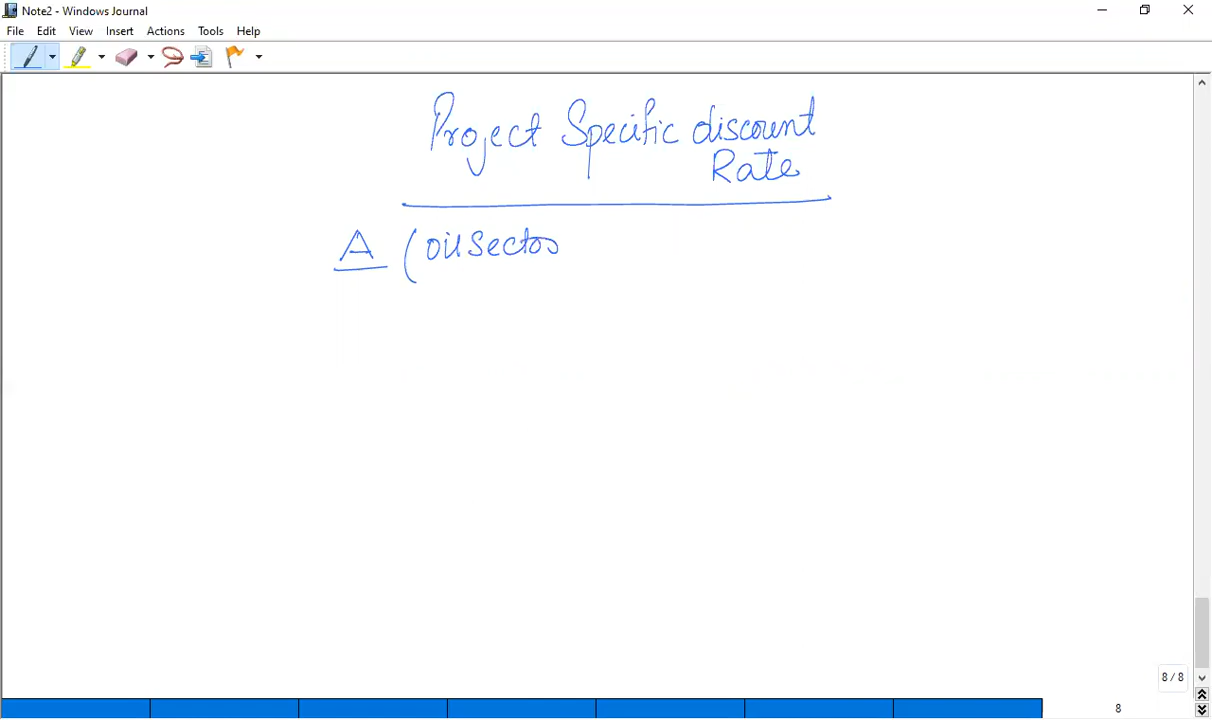 Note2 - Windows Journal
File Edit View Insert Actions Tools Help
Project Specific discount
Rate
A (oil Sector
8 / 8
8